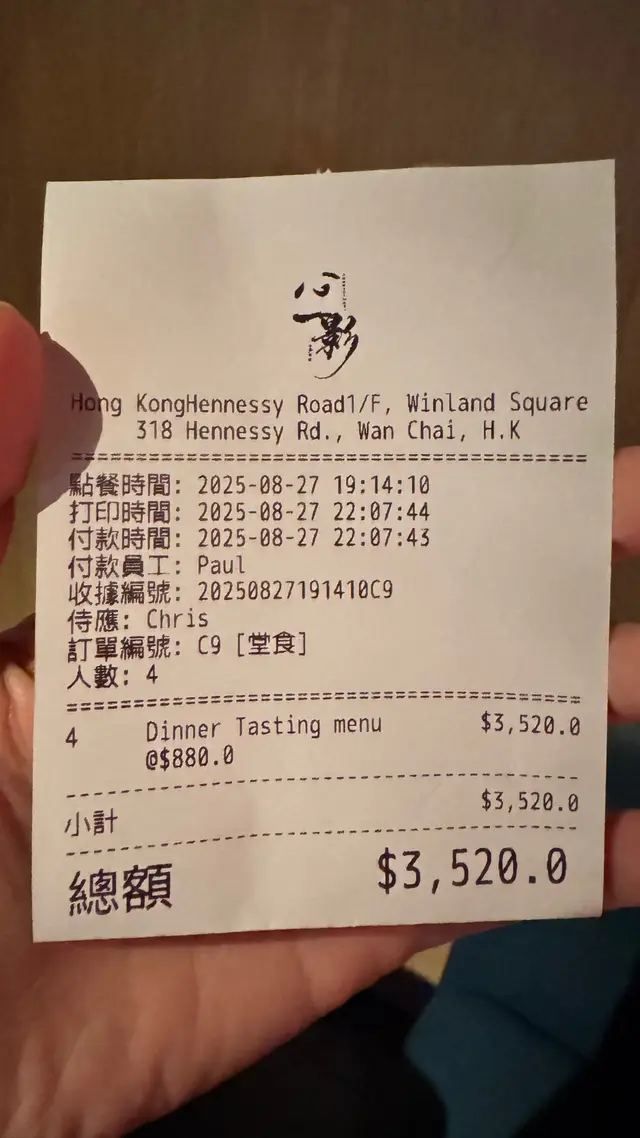 心
影
Hong KongHennessy Road1/F, Winland Square
318 Hennessy Rd., Wan Chai, H.K
點餐時間: 2025-08-27 19:14:10
打印時間: 2025-08-27 22:07:44
付款時間: 2025-08-27 22:07:43
付款員工: Paul
收據編號: 20250827191410C9
侍應: Chris
訂單編號: C9 [堂食]
人數: 4
4 Dinner Tasting menu $3,520.0
@$880.0
小計 $3,520.0
總額 $3,520.0